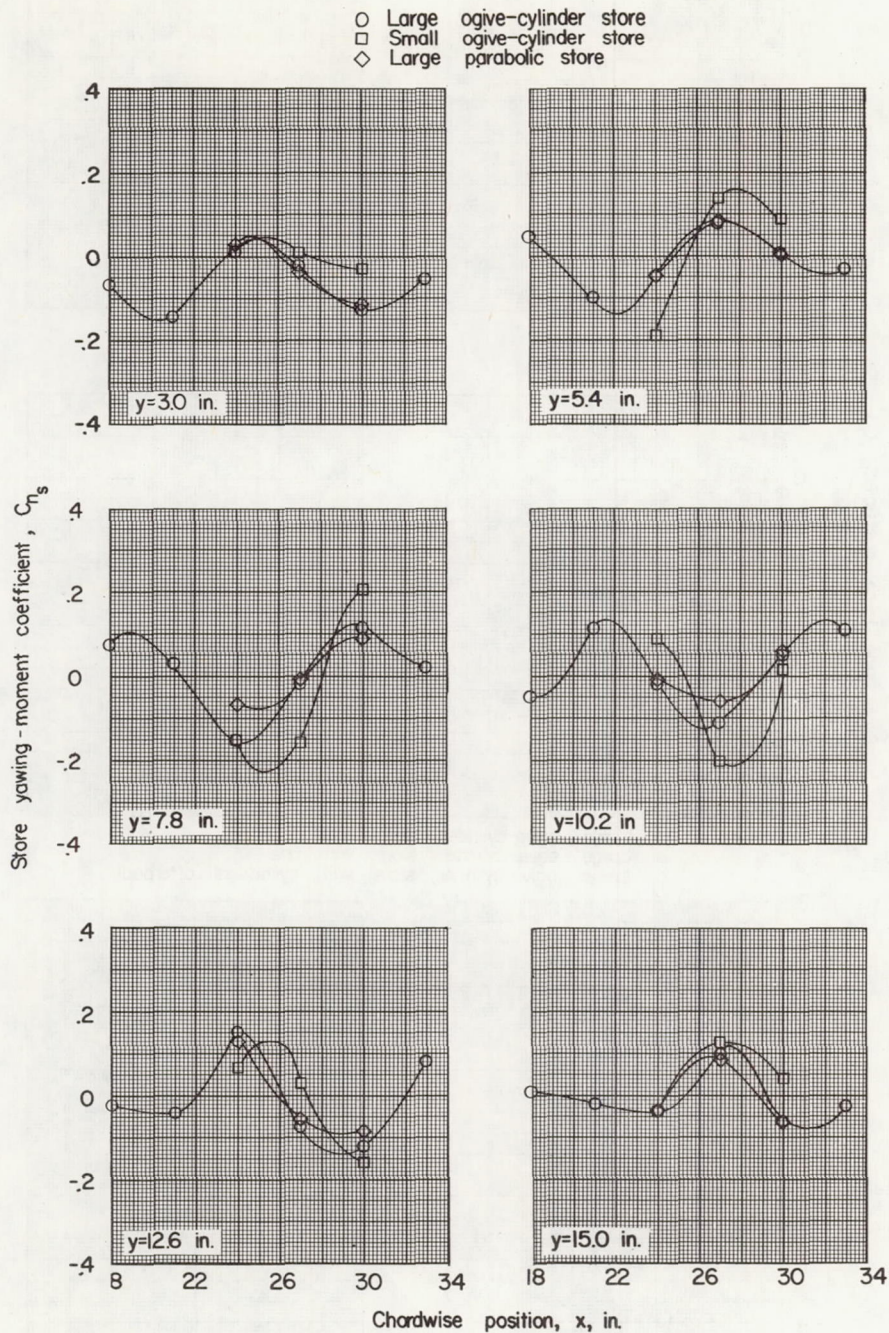 Large ogive-cylinder store
Small ogive-cylinder store
Large parabolic store
.4
.2
0
-.2
-.4
y=3.0 in.
y=5.4 in.
Store yawing-moment coefficient, Cns
.4
.2
0
-.2
-.4
y=7.8 in.
y=10.2 in
.4
.2
0
-.2
-.4
y=12.6 in.
y=15.0 in.
8 22 26 30 34
18 22 26 30 34
Chordwise position, x, in.